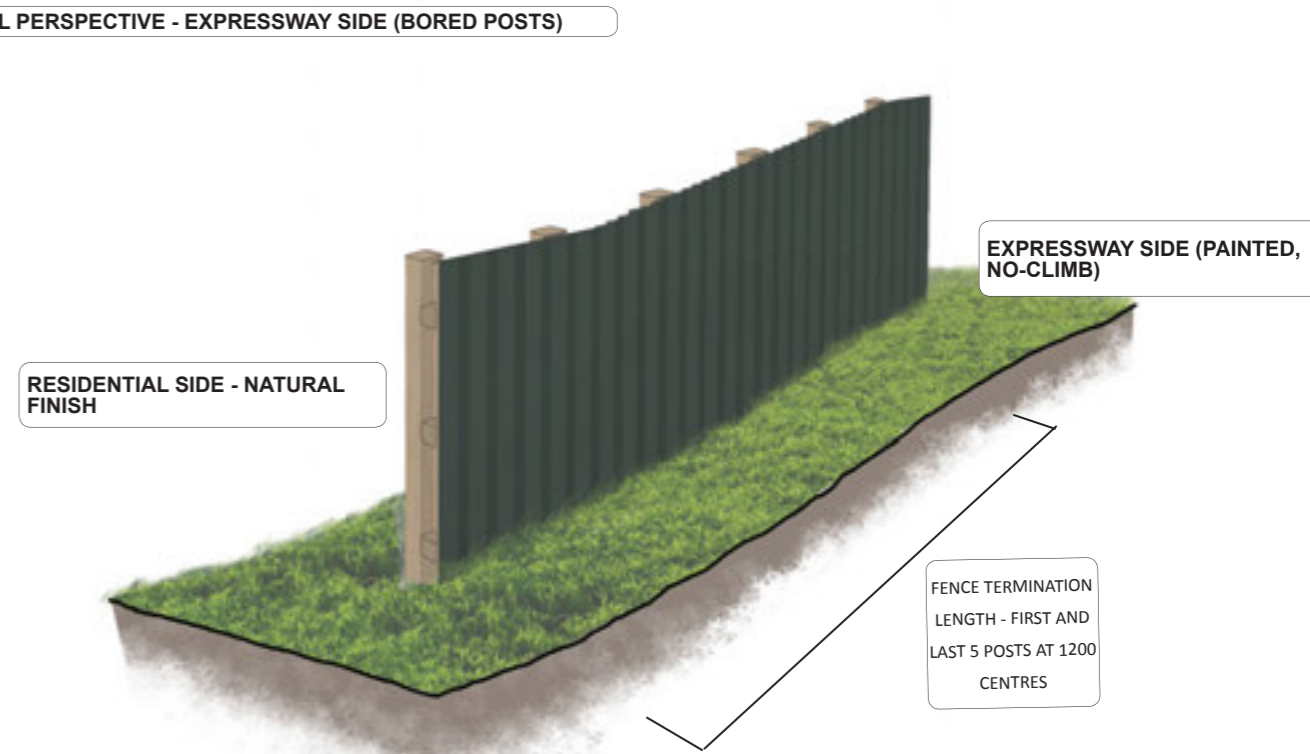 L PERSPECTIVE - EXPRESSWAY SIDE (BORED POSTS)
EXPRESSWAY SIDE (PAINTED,
NO-CLIMB)
RESIDENTIAL SIDE - NATURAL
FINISH
FENCE TERMINATION
LENGTH - FIRST AND
LAST 5 POSTS AT 1200
CENTRES